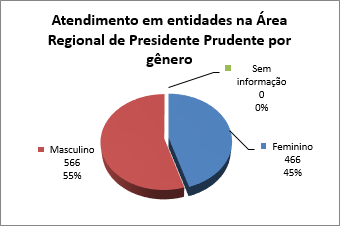 Atendimento em entidades na Área
Regional de Presidente Prudente por
gênero
Sem
informação
0
0%
Masculino
566
55%
Feminino
466
45%